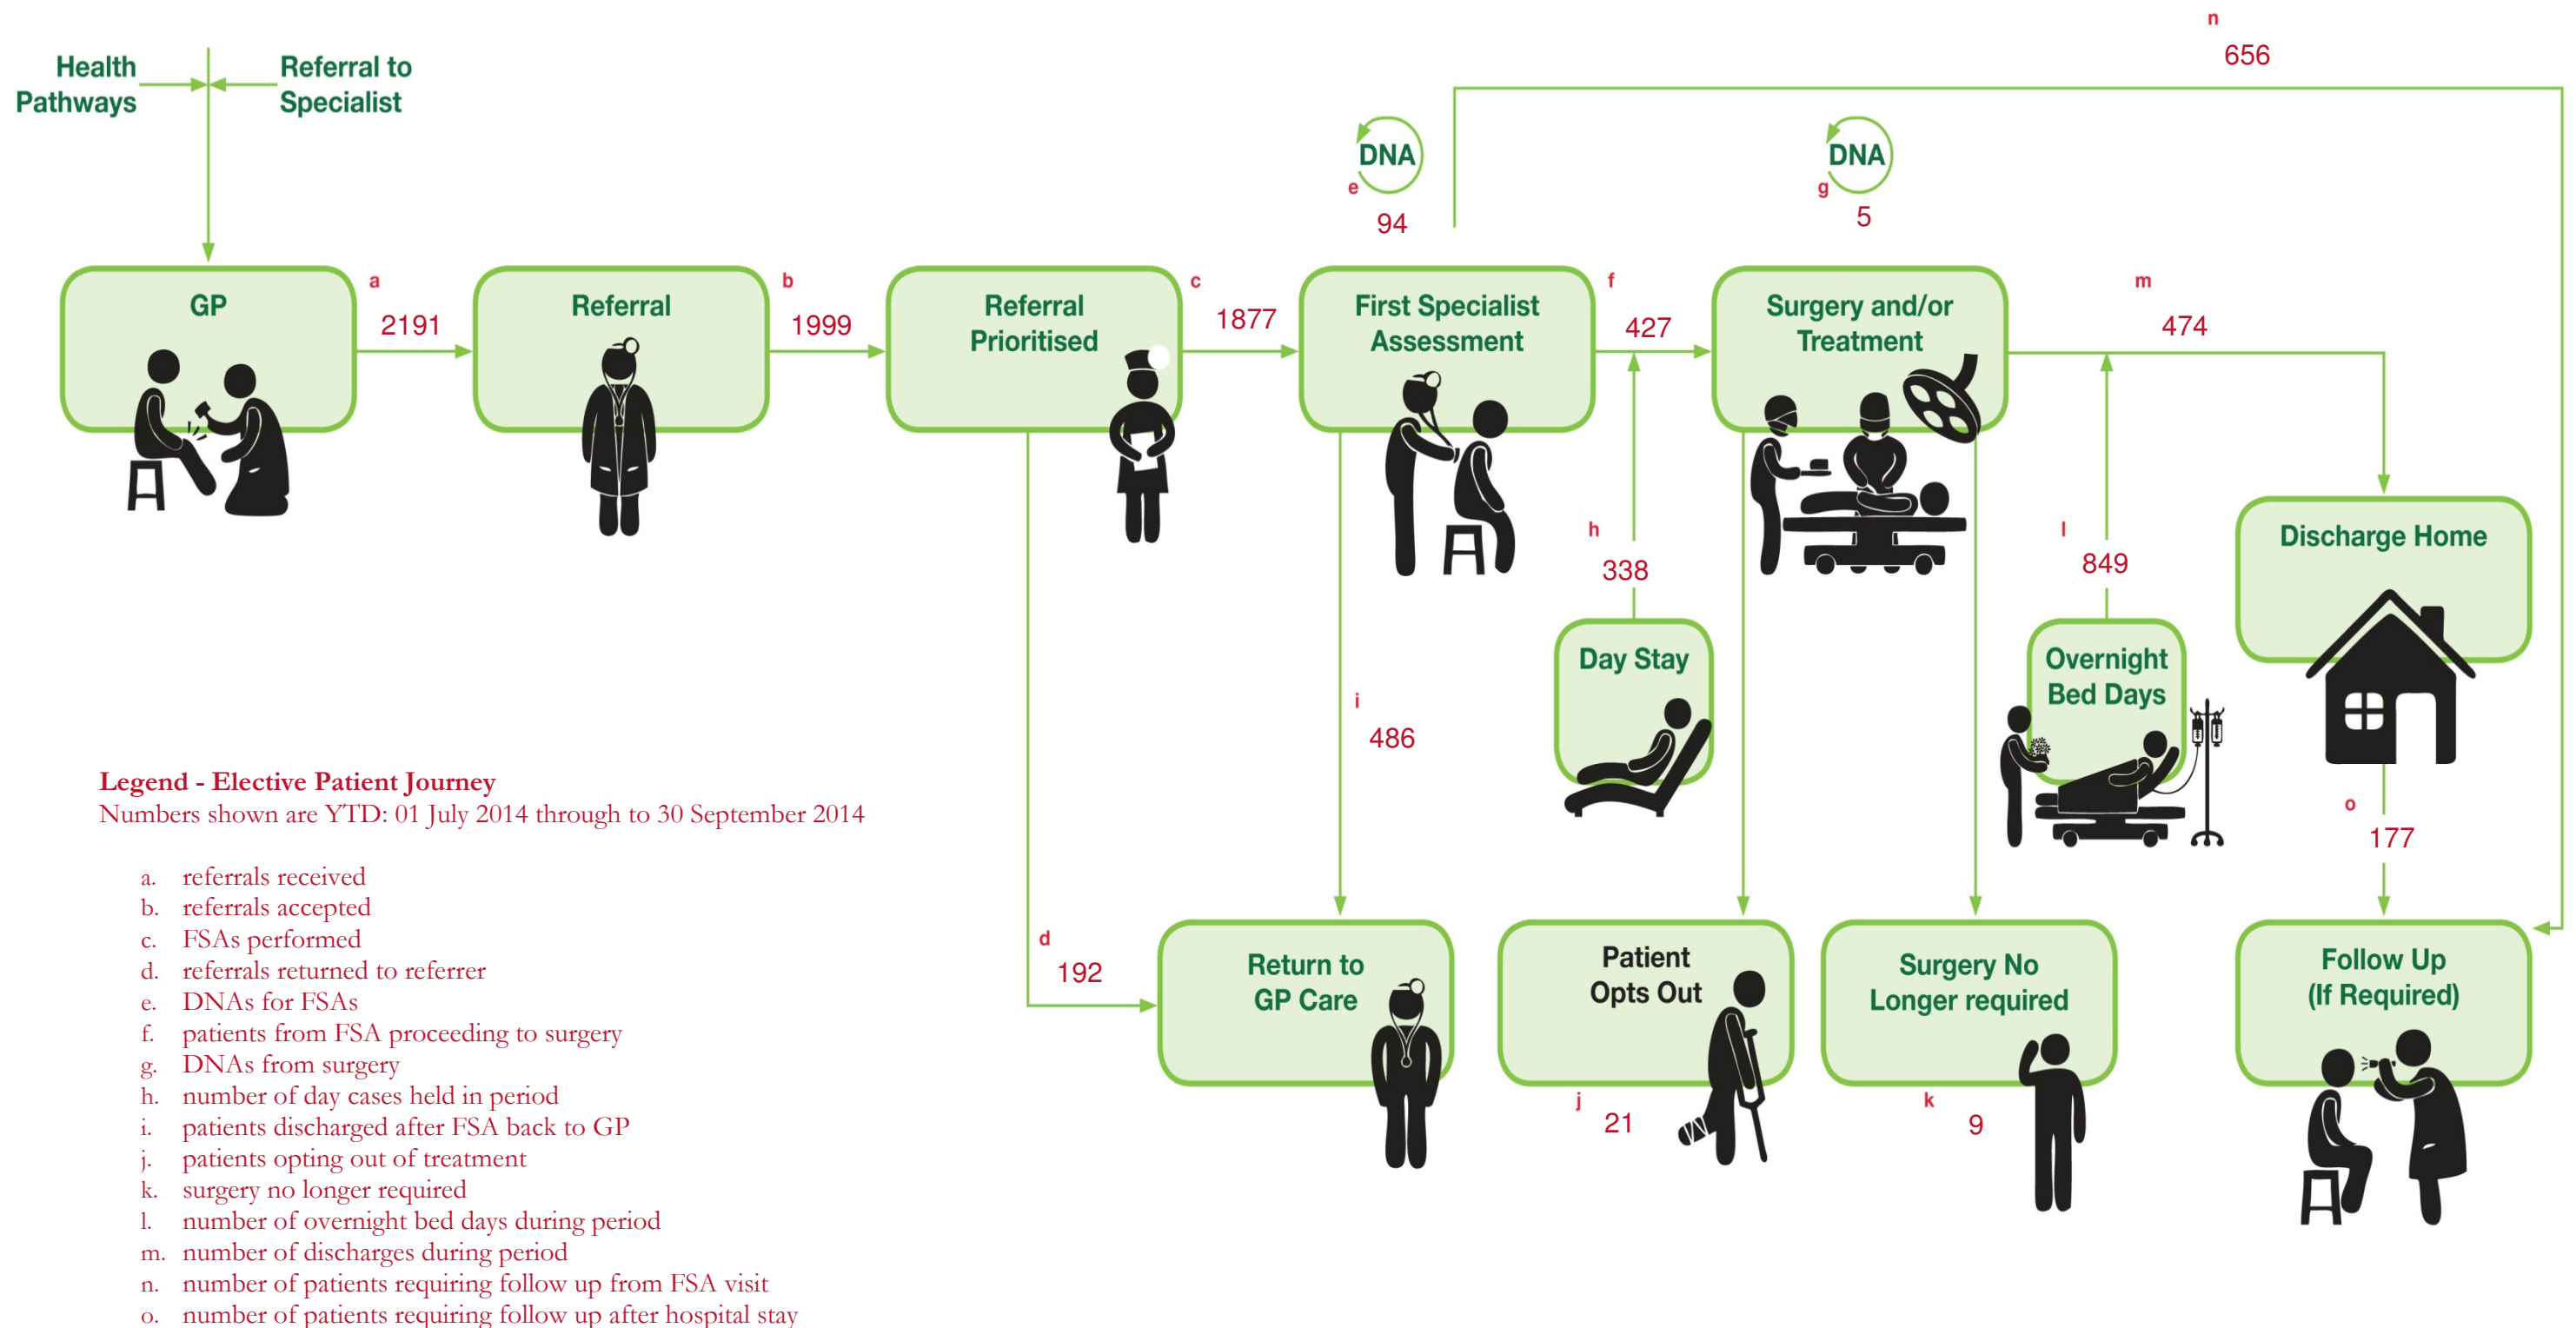 n
656
Health
Pathways
Referral to
Specialist
DNA
e
94
DNA
g
5
GP
a
2191
Referral
b
1999
Referral
Prioritised
c
1877
First Specialist
Assessment
f
427
Surgery and/or
Treatment
m
474
h
338
Day Stay
l
849
Overnight
Bed Days
Discharge Home
i
486
o
177
d
192
Return to
GP Care
Patient
Opts Out
j
21
Surgery No
Longer required
k
9
Follow Up
(If Required)
Legend - Elective Patient Journey
Numbers shown are YTD: 01 July 2014 through to 30 September 2014
a. referrals received
b. referrals accepted
c. FSAs performed
d. referrals returned to referrer
e. DNAs for FSAs
f. patients from FSA proceeding to surgery
g. DNAs from surgery
h. number of day cases held in period
i. patients discharged after FSA back to GP
j. patients opting out of treatment
k. surgery no longer required
l. number of overnight bed days during period
m. number of discharges during period
n. number of patients requiring follow up from FSA visit
o. number of patients requiring follow up after hospital stay